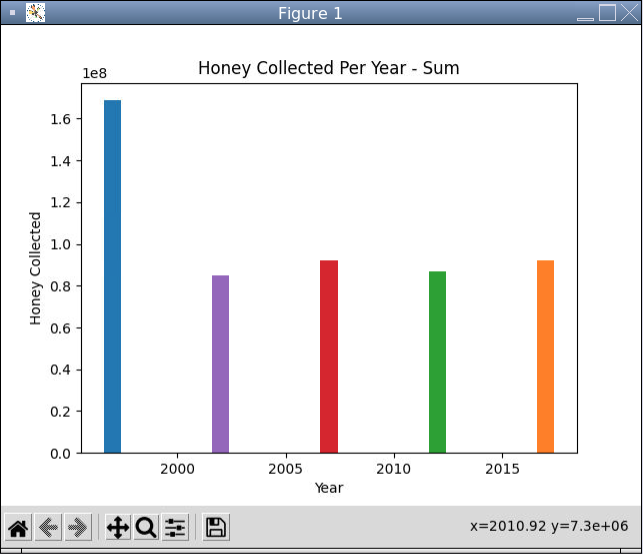 Figure 1
Honey Collected Per Year - Sum
1e8
1.6
1.4
1.2
1.0
0.8
0.6
0.4
0.2
0.0
Honey Collected
2000 2005 2010 2015
Year
x=2010.92 y=7.3e+06